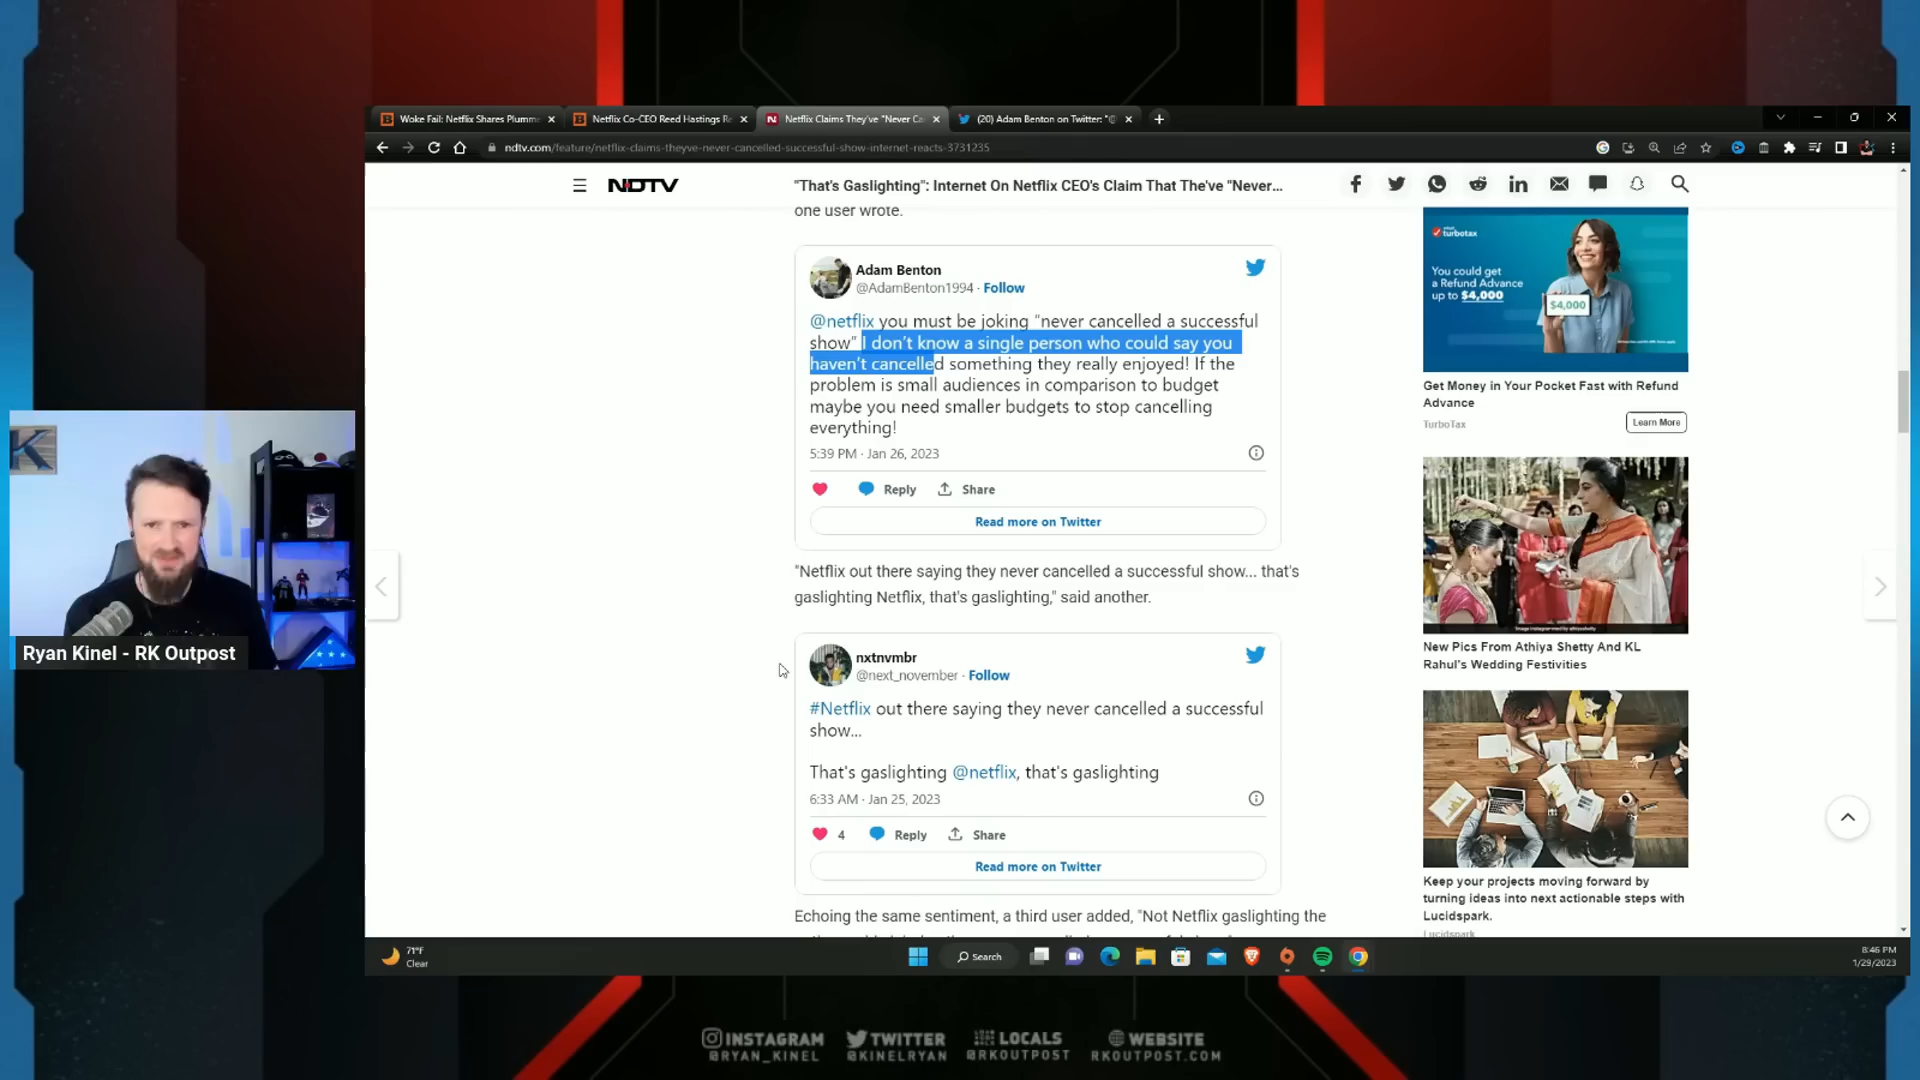 Woke Fail: Netflix Shares Plumme
Netflix Co-CEO Reed Hastings Re
Netflix Claims They've "Never Ca
(20) Adam Benton on Twitter: "@
ndtv.com/feature/netflix-claims-theyve-never-cancelled-successful-show-internet-reacts-3731235
NDTV
"That's Gaslighting": Internet On Netflix CEO's Claim That The've "Never...
one user wrote.
Adam Benton
@AdamBenton1994 · Follow
@netflix you must be joking "never cancelled a successful
show" I don't know a single person who could say you
haven't cancelled something they really enjoyed! If the
problem is small audiences in comparison to budget
maybe you need smaller budgets to stop cancelling
everything!
5:39 PM · Jan 26, 2023
Reply Share
Read more on Twitter
"Netflix out there saying they never cancelled a successful show... that's
gaslighting Netflix, that's gaslighting," said another.
nxtnvmbr
@next_november · Follow
#Netflix out there saying they never cancelled a successful
show...
That's gaslighting @netflix, that's gaslighting
6:33 AM · Jan 25, 2023
4 Reply Share
Read more on Twitter
Echoing the same sentiment, a third user added, "Not Netflix gaslighting the
turbotax
You could get
a Refund Advance
up to $4,000
$4,000
Get Money in Your Pocket Fast with Refund
Advance
TurboTax
Learn More
New Pics From Athiya Shetty And KL
Rahul's Wedding Festivities
Keep your projects moving forward by
turning ideas into next actionable steps with
Lucidspark.
Lucidspark
K
Ryan Kinel - RK Outpost
71°F
Clear
Search
8:46 PM
1/29/2023
INSTAGRAM
@RYAN_KINEL
TWITTER
@KINELRYAN
LOCALS
@RKOUTPOST
WEBSITE
RKOUTPOST.COM